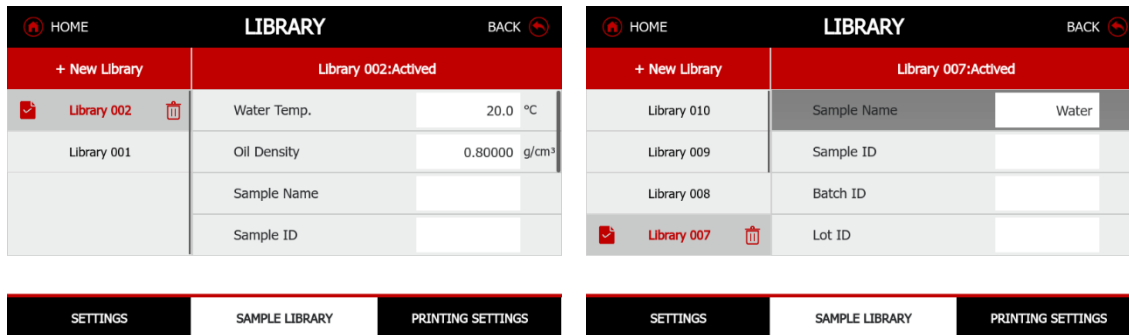 HOME LIBRARY BACK
+ New Library Library 002:Actived
Library 002 Water Temp. 20.0 °C
Library 001 Oil Density 0.80000 g/cm³
Sample Name
Sample ID
SETTINGS SAMPLE LIBRARY PRINTING SETTINGS
HOME LIBRARY BACK
+ New Library Library 007:Actived
Library 010 Sample Name Water
Library 009 Sample ID
Library 008 Batch ID
Library 007 Lot ID
SETTINGS SAMPLE LIBRARY PRINTING SETTINGS